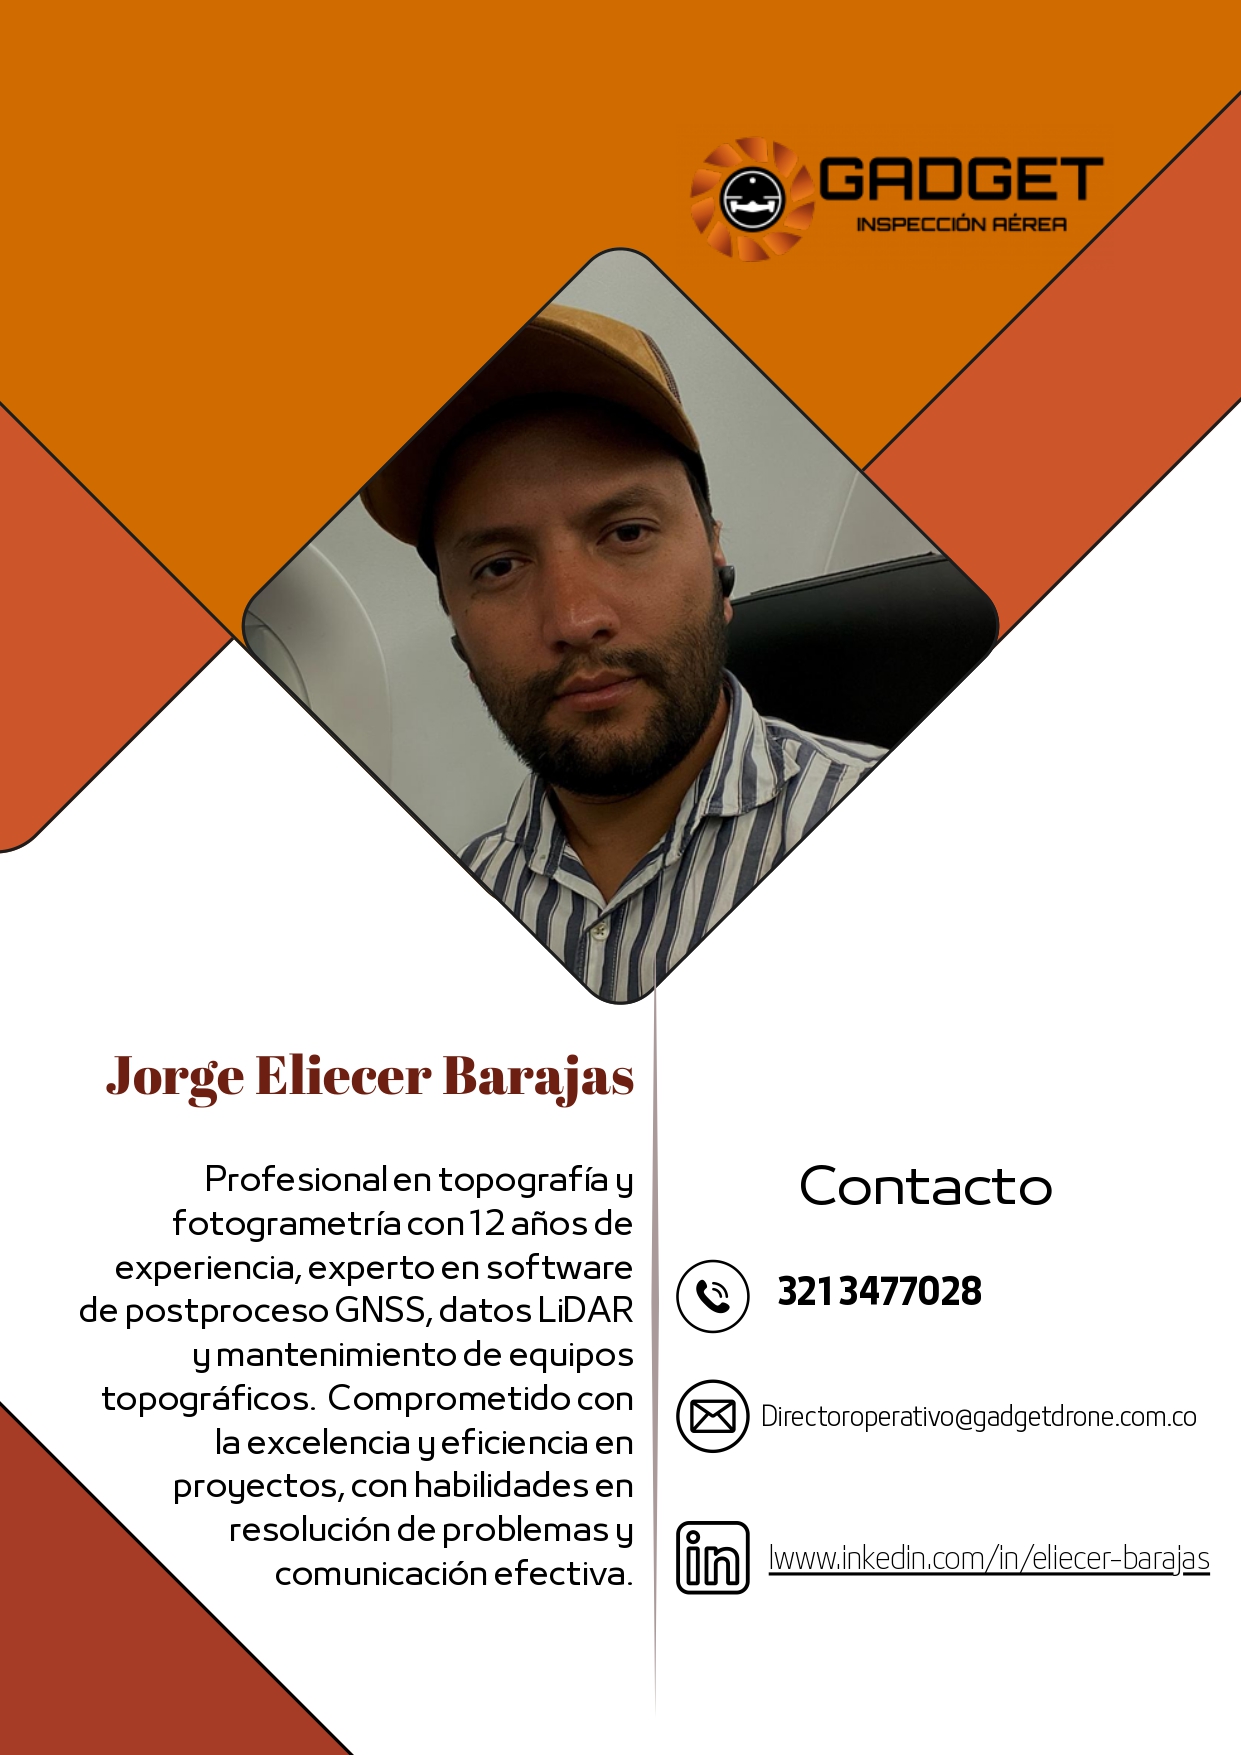 GADGET
INSPECCIÓN AÉREA
Jorge Eliecer Barajas
Profesional en topografía y
fotogrametría con 12 años de
experiencia, experto en software
de postproceso GNSS, datos LiDAR
y mantenimiento de equipos
topográficos. Comprometido con
la excelencia y eficiencia en
proyectos, con habilidades en
resolución de problemas y
comunicación efectiva.
Contacto
321 3477028
Directoroperativo@gadgetdrone.com.co
in
lwww.inkedin.com/in/eliecer-barajas